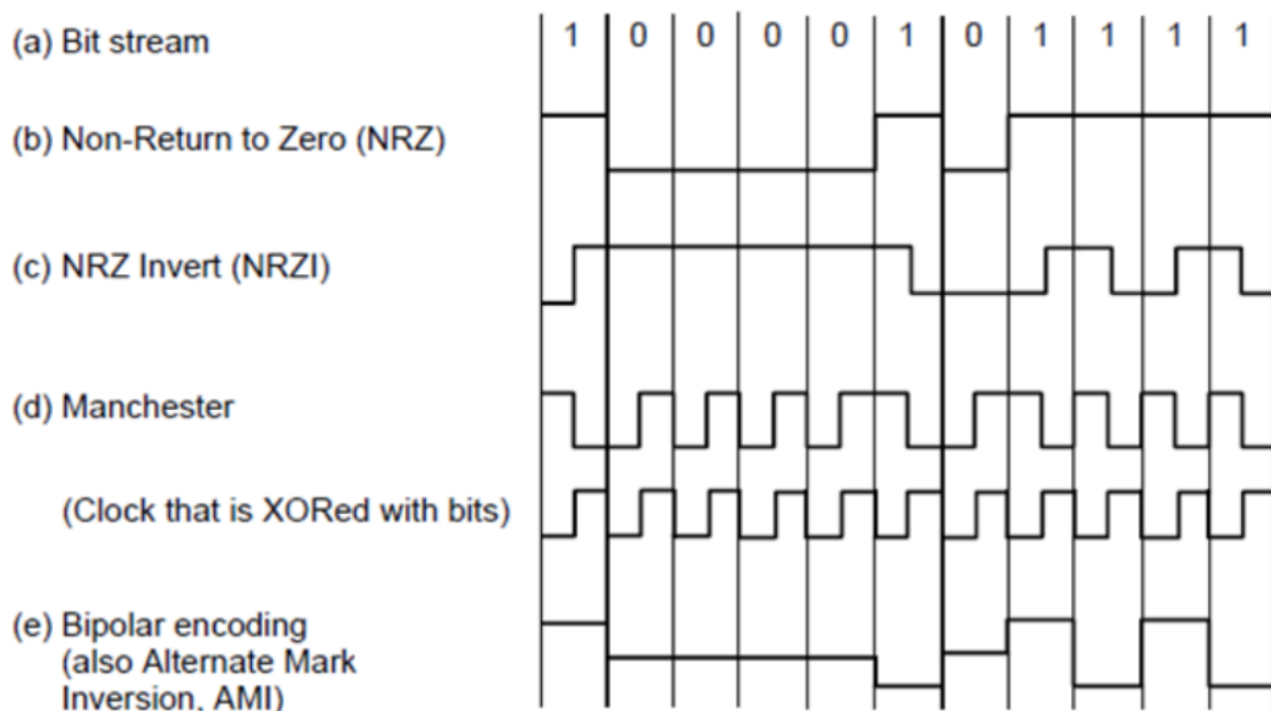 (a) Bit stream 1 0 0 0 0 1 0 1 1 1 1
(b) Non-Return to Zero (NRZ)
(c) NRZ Invert (NRZI)
(d) Manchester
(Clock that is XORed with bits)
(e) Bipolar encoding
(also Alternate Mark
Inversion, AMI)